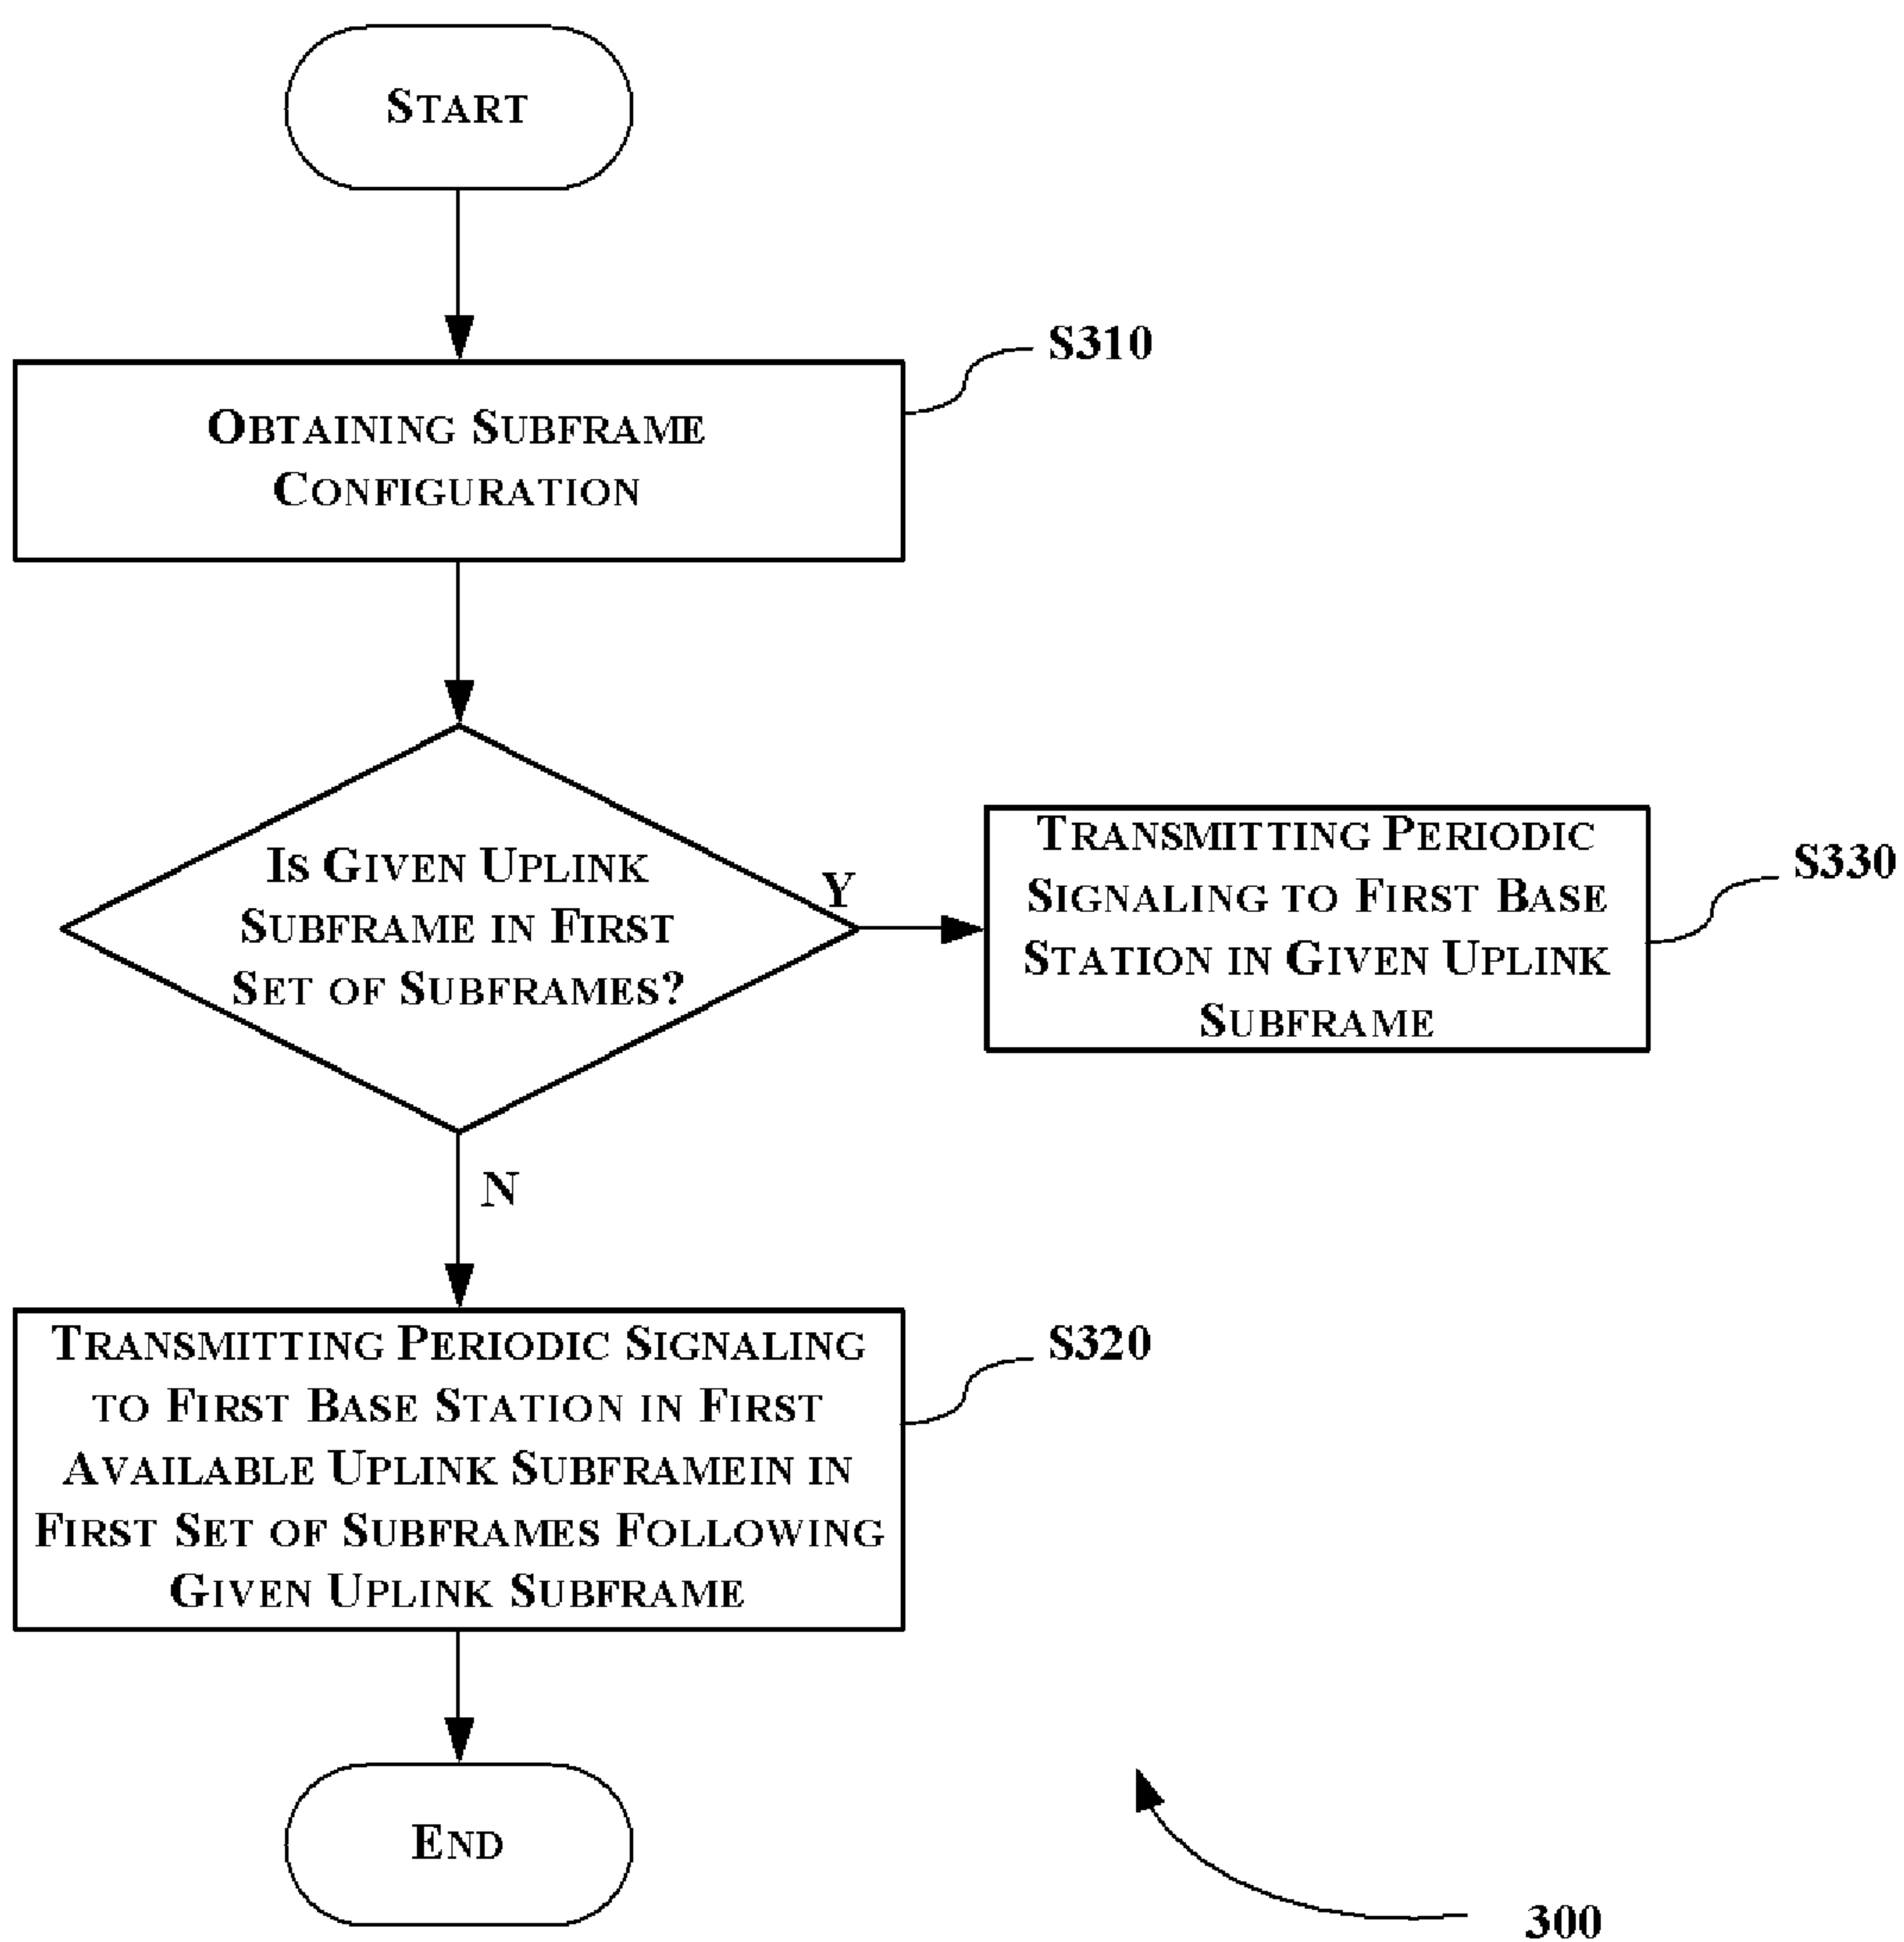 START
S310
OBTAINING SUBFRAME
CONFIGURATION
IS GIVEN UPLINK
SUBFRAME IN FIRST
SET OF SUBFRAMES?
Y
TRANSMITTING PERIODIC
SIGNALING TO FIRST BASE
STATION IN GIVEN UPLINK
SUBFRAME
S330
N
TRANSMITTING PERIODIC SIGNALING
TO FIRST BASE STATION IN FIRST
AVAILABLE UPLINK SUBFRAMEIN IN
FIRST SET OF SUBFRAMES FOLLOWING
GIVEN UPLINK SUBFRAME
S320
END
300